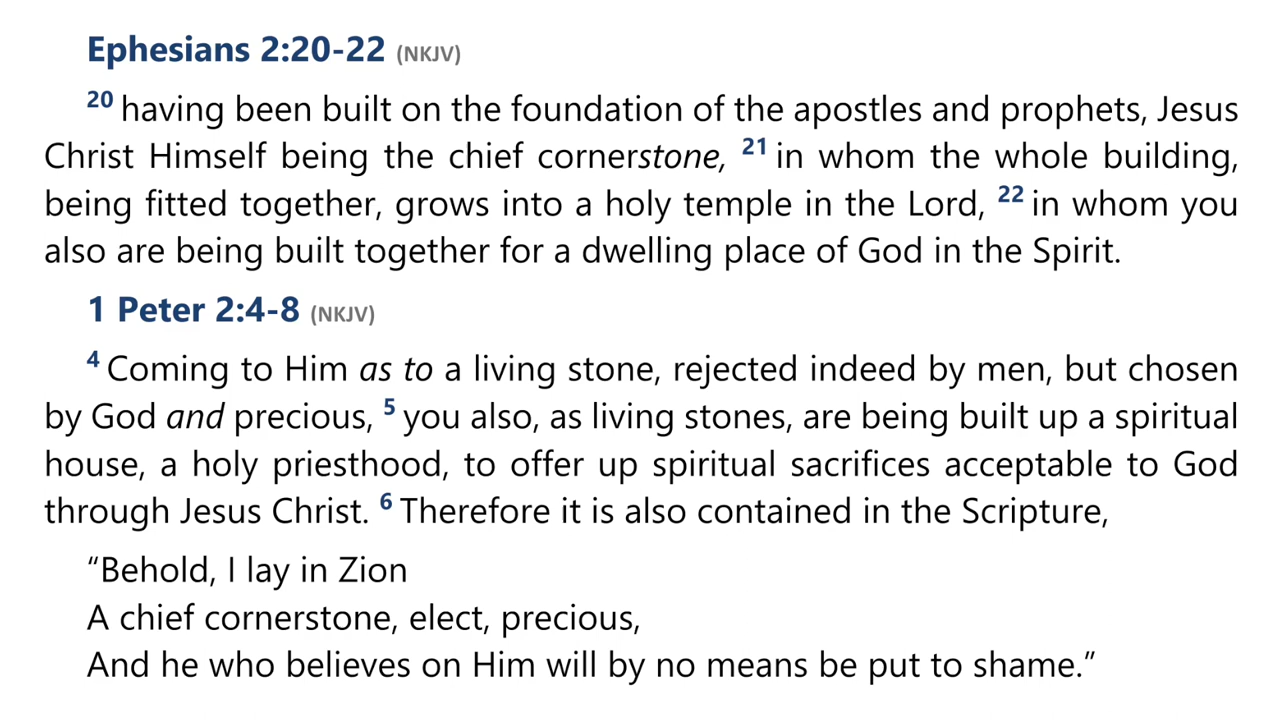 Ephesians 2:20-22 (NKJV)
20 having been built on the foundation of the apostles and prophets, Jesus
Christ Himself being the chief cornerstone, 21 in whom the whole building,
being fitted together, grows into a holy temple in the Lord, 22 in whom you
also are being built together for a dwelling place of God in the Spirit.
1 Peter 2:4-8 (NKJV)
4 Coming to Him as to a living stone, rejected indeed by men, but chosen
by God and precious, 5 you also, as living stones, are being built up a spiritual
house, a holy priesthood, to offer up spiritual sacrifices acceptable to God
through Jesus Christ. 6 Therefore it is also contained in the Scripture,
“Behold, I lay in Zion
A chief cornerstone, elect, precious,
And he who believes on Him will by no means be put to shame.”